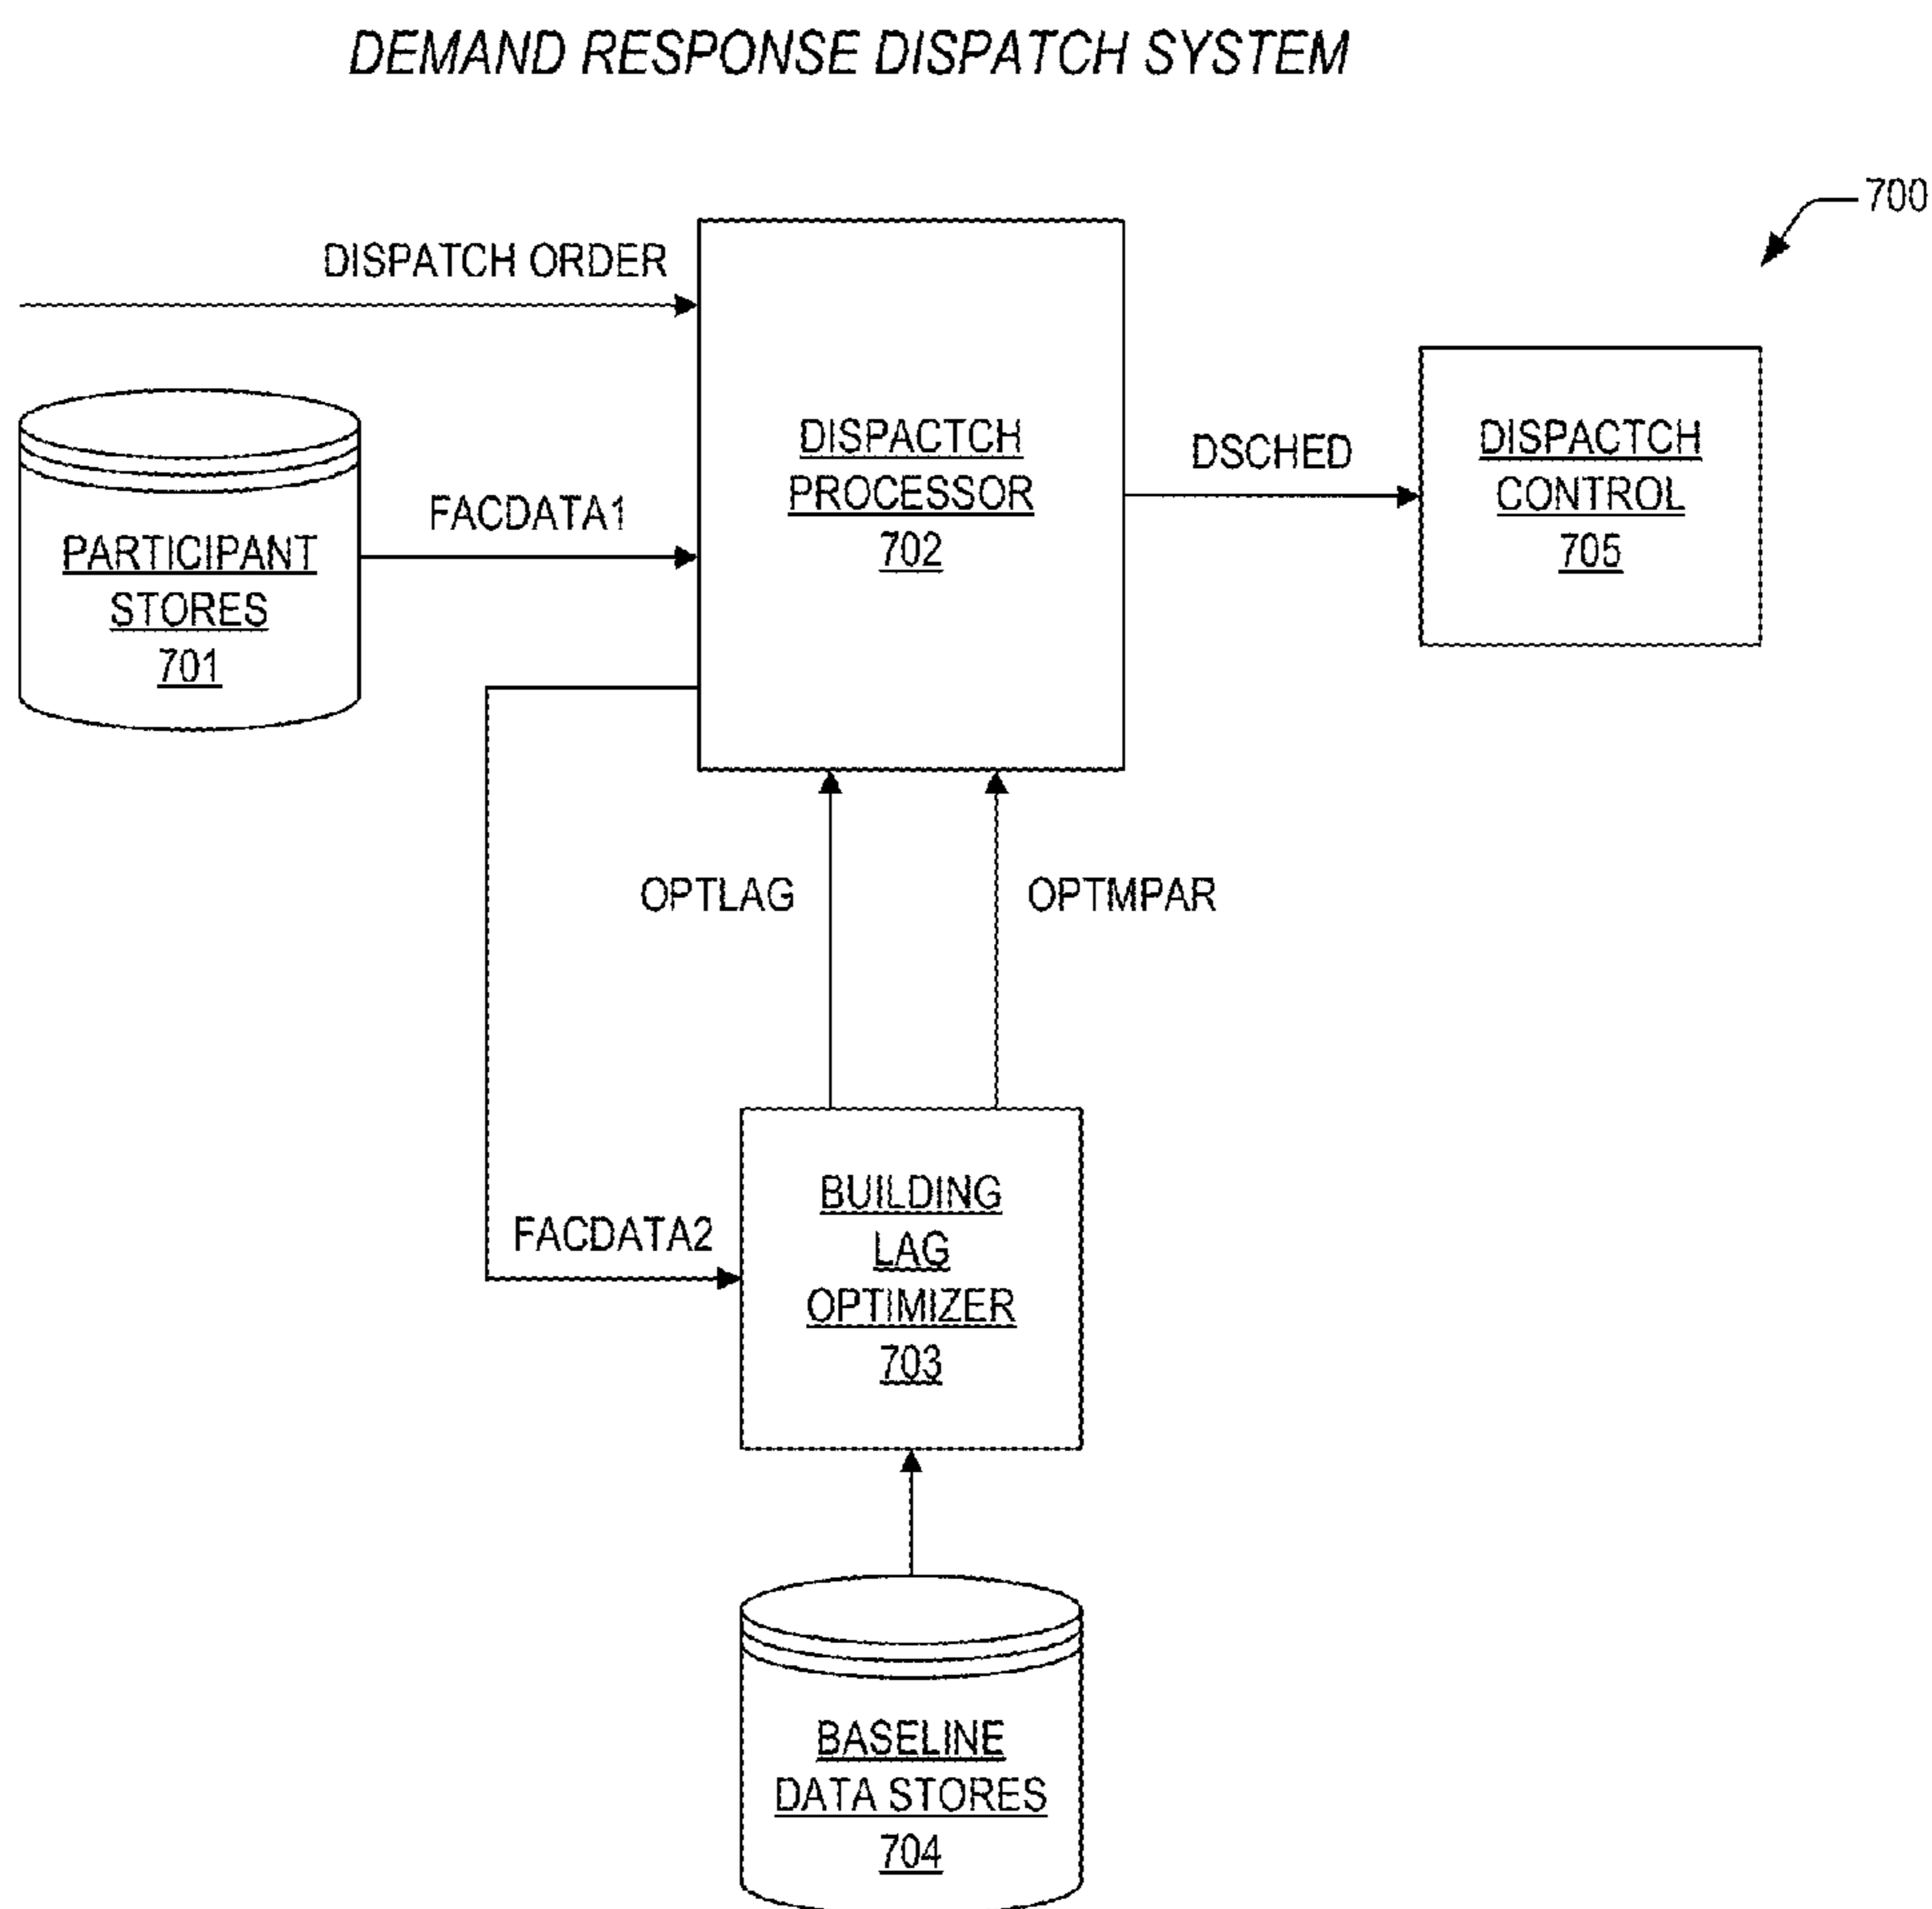 DEMAND RESPONSE DISPATCH SYSTEM
700
DISPATCH ORDER
DISPACTCH
PROCESSOR
702
DSCHED
DISPACTCH
CONTROL
705
FACDATA1
PARTICIPANT
STORES
701
OPTLAG
OPTMPAR
FACDATA2
BUILDING
LAG
OPTIMIZER
703
BASELINE
DATA STORES
704